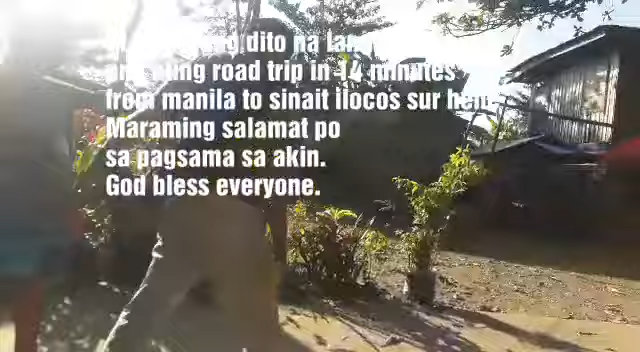 dito na
road trip in 14 minutes
from manila to sinait ilocos sur
Maraming salamat po
sa pagsama sa akin.
God bless everyone.